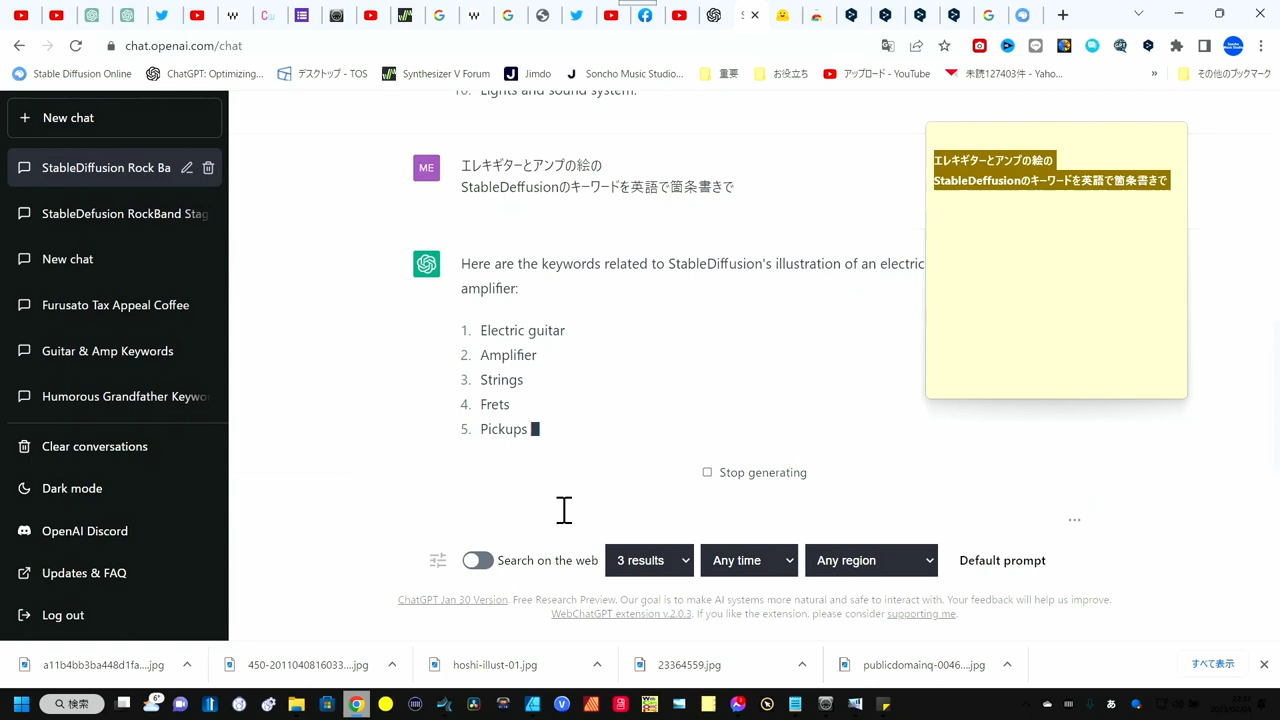 chat.openai.com/chat
Stable Diffusion Online
ChatGPT: Optimizing...
デスクトップ - TOS
Synthesizer V Forum
Jimdo
Soncho Music Studio...
重要
お役立ち
アップロード - YouTube
未読127403件 - Yaho...
»
その他のブックマーク
New chat
StableDiffusion Rock Ba
StableDefusion RockBand Stag
New chat
Furusato Tax Appeal Coffee
Guitar & Amp Keywords
Humorous Grandfather Keywo
Clear conversations
Dark mode
OpenAI Discord
Updates & FAQ
Log out
10. Lights and sound system.
ME
エレキギターとアンプの絵の
StableDeffusionのキーワードを英語で箇条書きで
Here are the keywords related to StableDiffusion's illustration of an electric
amplifier:
1. Electric guitar
2. Amplifier
3. Strings
4. Frets
5. Pickups
Stop generating
エレキギターとアンプの絵の
StableDeffusionのキーワードを英語で箇条書きで
Search on the web
3 results
Any time
Any region
Default prompt
ChatGPT Jan 30 Version. Free Research Preview. Our goal is to make AI systems more natural and safe to interact with. Your feedback will help us improve.
WebChatGPT extension v.2.0.3. If you like the extension, please consider supporting me.
a11b4bb3ba448d1fa....jpg
450-2011040816033....jpg
hoshi-illust-01.jpg
23364559.jpg
publicdomainq-0046....jpg
すべて表示
検索
6°